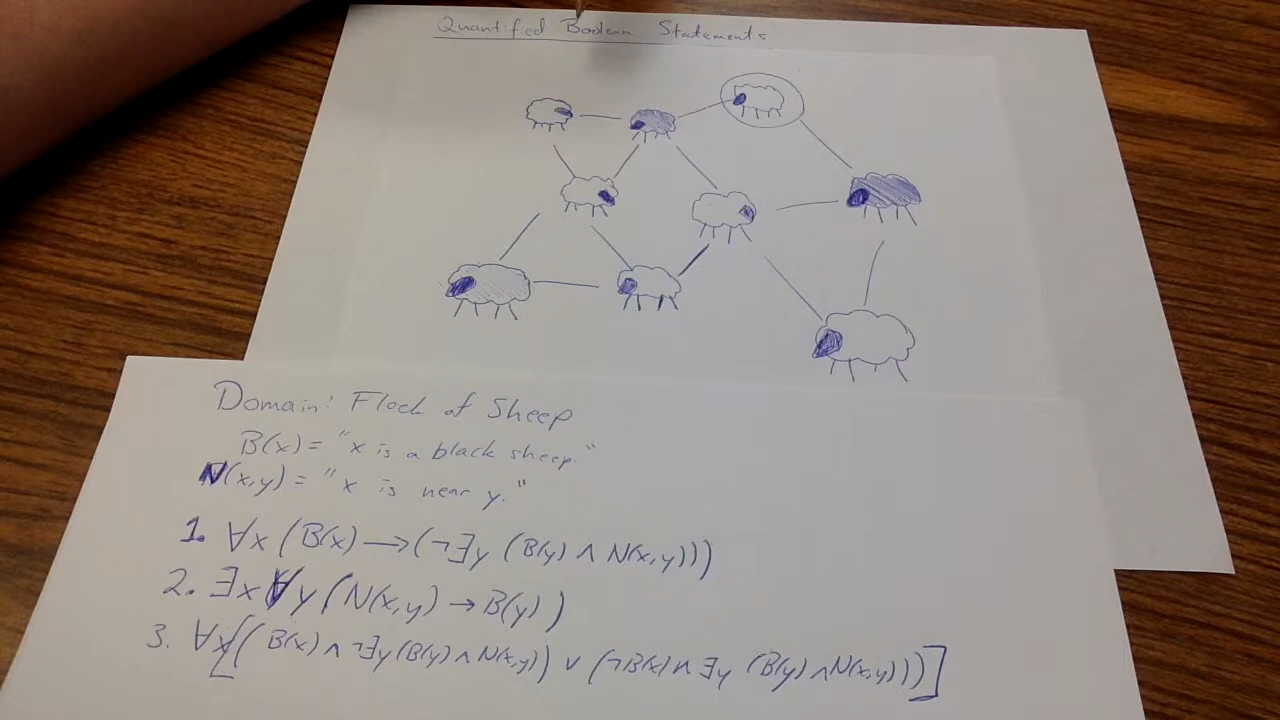 Quantified Boolean Statements
Domain: Flock of Sheep
B(x) = "x is a black sheep."
N(x,y) = "x is near y."
1. ∀x (B(x) → (¬∃y (B(y) ∧ N(x,y)))
2. ∃x ∀y (N(x,y) → B(y))
3. ∀x[(B(x) ∧ ¬∃y (B(y) ∧ N(x,y)) ∨ (¬B(x) ∧ ∃y (B(y) ∧ N(x,y)))]